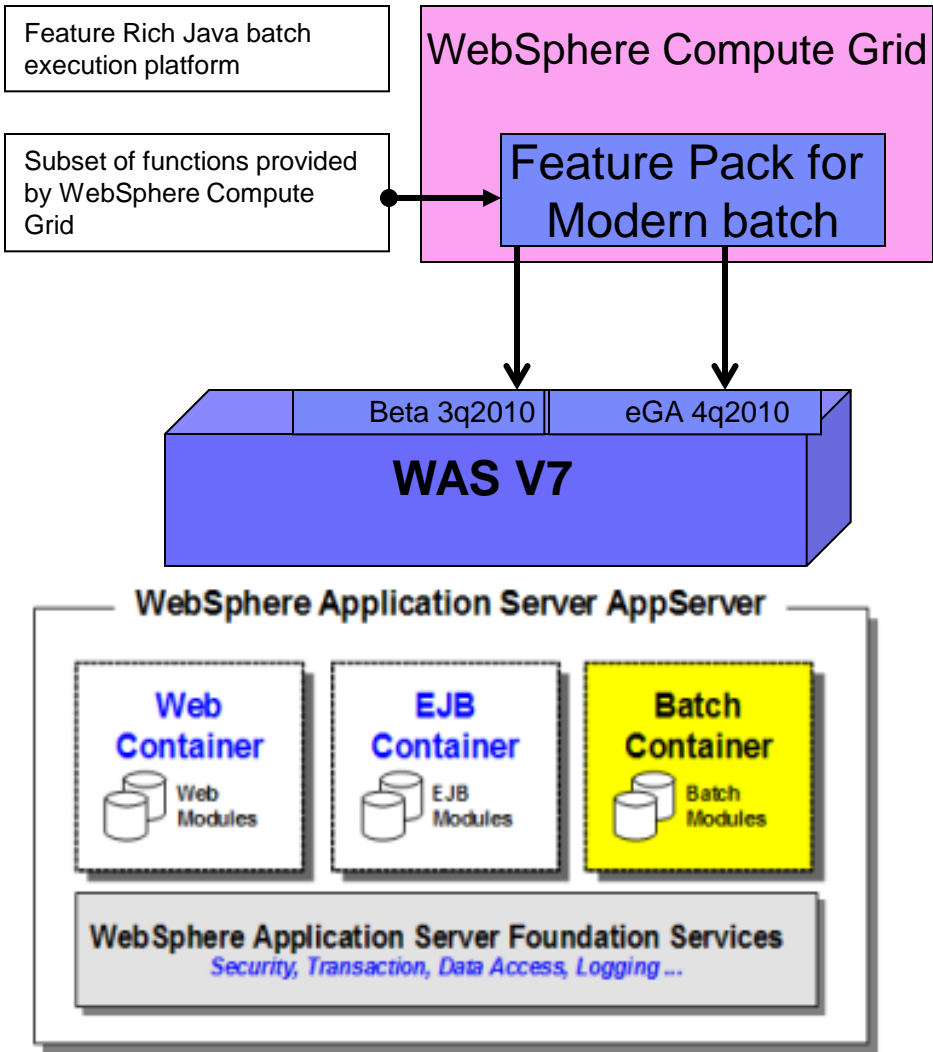 Feature Rich Java batch
execution platform
WebSphere Compute Grid
Subset of functions provided
by WebSphere Compute
Grid
Feature Pack for
Modern batch
Beta 3q2010
eGA 4q2010
WAS V7
WebSphere Application Server AppServer
Web
Container
Web
Modules
EJB
Container
EJB
Modules
Batch
Container
Batch
Modules
WebSphere Application Server Foundation Services
Security, Transaction, Data Access, Logging ...